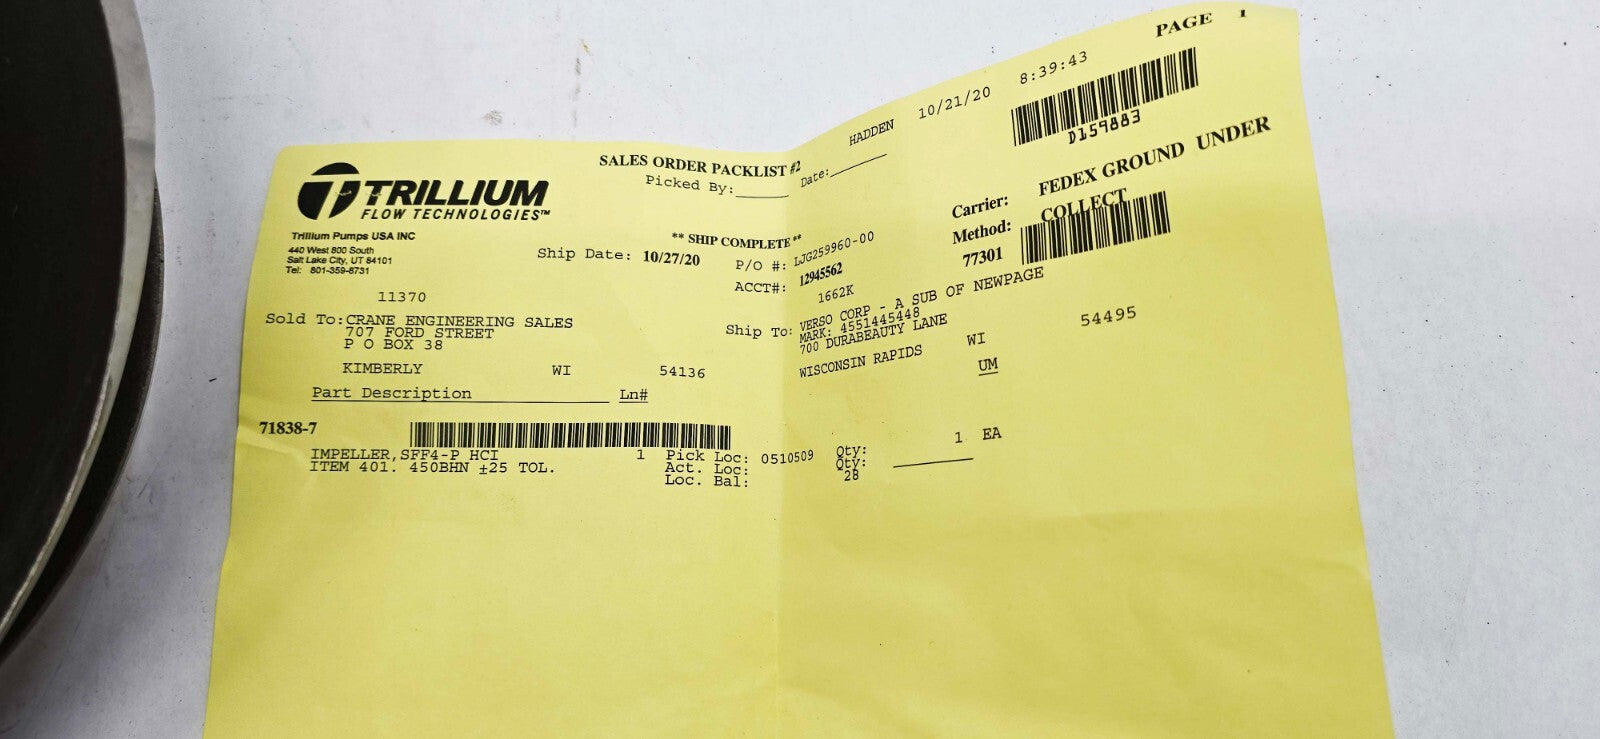 PAGE 1
HADDEN 10/21/20 8:39:43
D159883
SALES ORDER PACKLIST #2
Picked By: Date:
TRILLIUM
FLOW TECHNOLOGIES™
Trillium Pumps USA INC
440 West 800 South
Salt Lake City, UT 84101
Tel: 801-359-8731
** SHIP COMPLETE **
Ship Date: 10/27/20
P/O #: LJG259960-00
ACCT#: 12945562
Carrier: FEDEX GROUND UNDER
Method: COLLECT
77301
11370
1662K
Sold To: CRANE ENGINEERING SALES
707 FORD STREET
P O BOX 38
KIMBERLY WI 54136
Ship To: VERSO CORP - A SUB OF NEWPAGE
MARK: 4551445448
700 DURABEAUTY LANE
WISCONSIN RAPIDS WI 54495
Part Description Ln# UM
71838-7
IMPELLER,SFF4-P HCI 1 Pick Loc: 0510509 Qty: 1 EA
ITEM 401. 450BHN ±25 TOL. Act. Loc: Qty:
Loc. Bal: 28